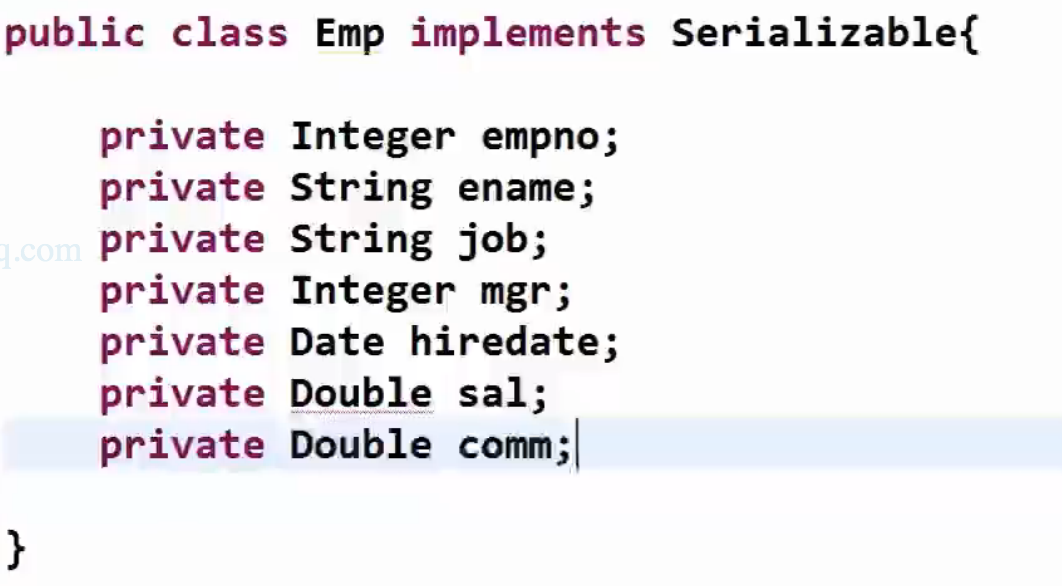 public class Emp implements Serializable{
private Integer empno;
private String ename;
private String job;
q.com
private Integer mgr;
private Date hiredate;
private Double sal;
private Double comm;
}